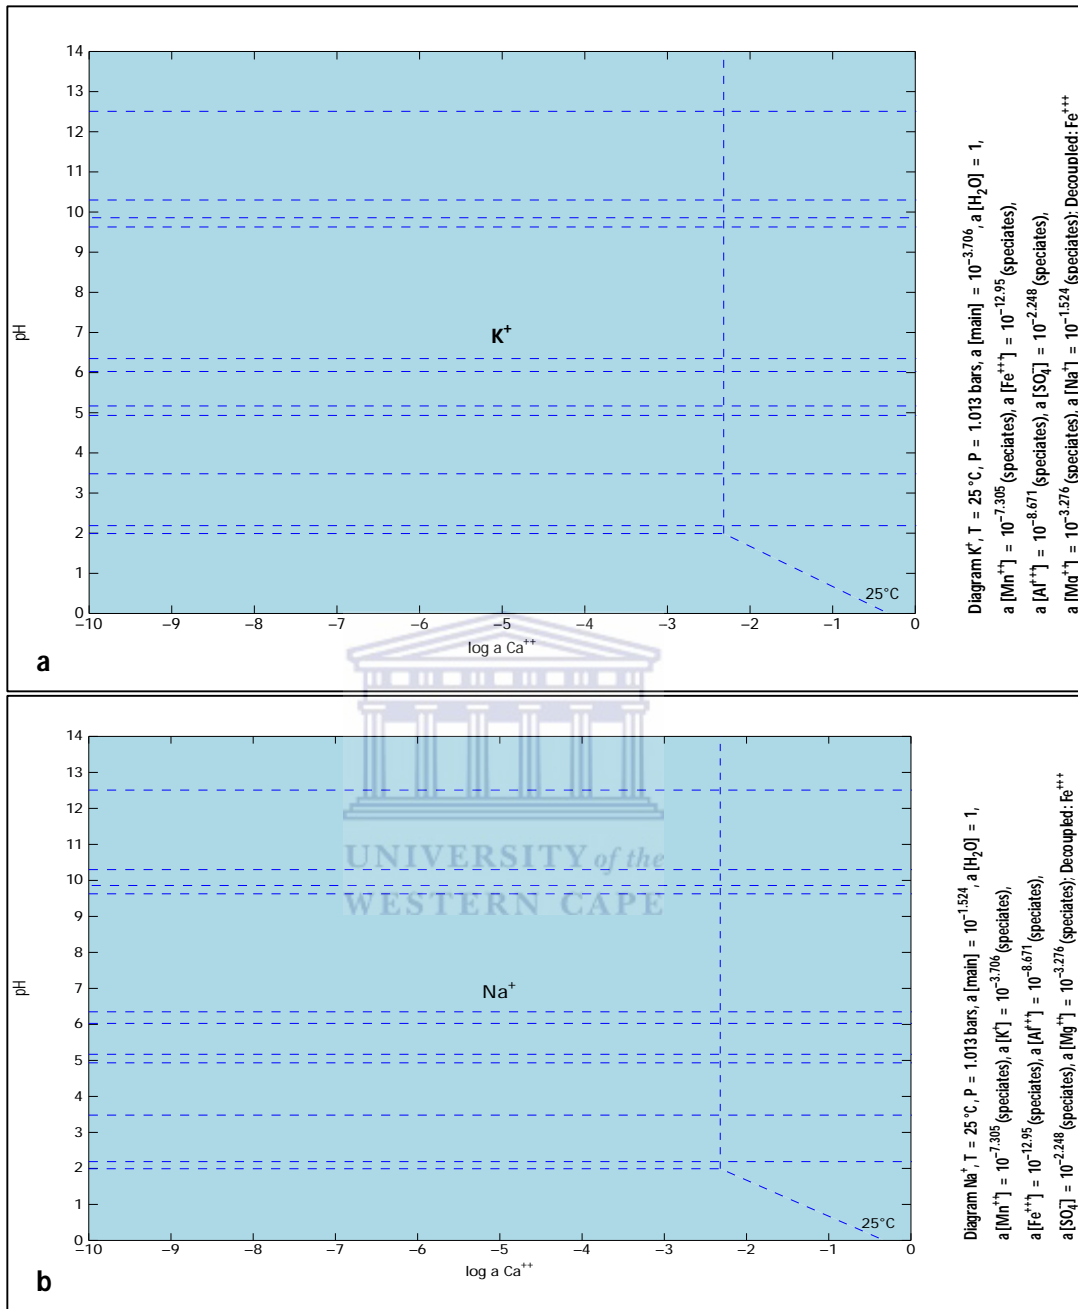 14
13
12
11
10
9
8
7
6
5
4
3
2
1
0
pH
K⁺
25°C
−10 −9 −8 −7 −6 −5 −4 −3 −2 −1 0
log a Ca⁺⁺
a
Diagram K⁺, T = 25 °C, P = 1.013 bars, a [main] = 10^−3.706, a [H₂O] = 1,
a [Mn⁺⁺] = 10^−7.305 (speciates), a [Fe⁺⁺⁺] = 10^−12.95 (speciates),
a [Al⁺⁺⁺] = 10^−8.671 (speciates), a [SO₄⁻⁻] = 10^−2.248 (speciates),
a [Mg⁺⁺] = 10^−3.276 (speciates), a [Na⁺] = 10^−1.524 (speciates); Decoupled: Fe⁺⁺⁺
14
13
12
11
10
9
8
7
6
5
4
3
2
1
0
pH
UNIVERSITY of the
WESTERN CAPE
Na⁺
25°C
−10 −9 −8 −7 −6 −5 −4 −3 −2 −1 0
log a Ca⁺⁺
b
Diagram Na⁺, T = 25 °C, P = 1.013 bars, a [main] = 10^−1.524, a [H₂O] = 1,
a [Mn⁺⁺] = 10^−7.305 (speciates), a [K⁺] = 10^−3.706 (speciates),
a [Fe⁺⁺⁺] = 10^−12.95 (speciates), a [Al⁺⁺⁺] = 10^−8.671 (speciates),
a [SO₄⁻⁻] = 10^−2.248 (speciates), a [Mg⁺⁺] = 10^−3.276 (speciates); Decoupled: Fe⁺⁺⁺